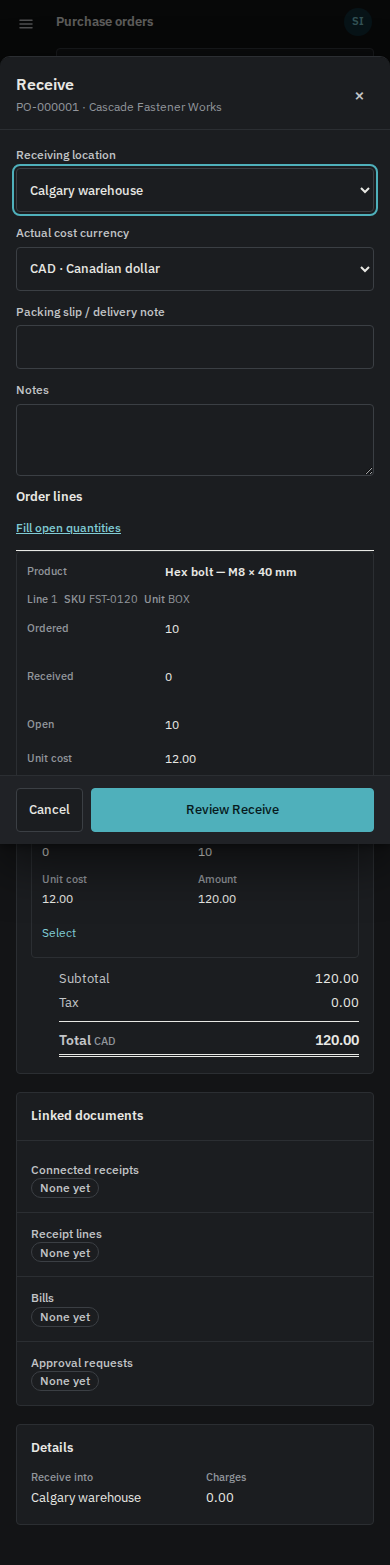 Purchase orders
SI
Receive
PO-000001 · Cascade Fastener Works
×
Receiving location
Calgary warehouse
Actual cost currency
CAD · Canadian dollar
Packing slip / delivery note
Notes
Order lines
Fill open quantities
Product Hex bolt — M8 × 40 mm
Line 1 SKU FST-0120 Unit BOX
Ordered 10
Received 0
Open 10
Unit cost 12.00
Cancel Review Receive
0 10
Unit cost Amount
12.00 120.00
Select
Subtotal 120.00
Tax 0.00
Total CAD 120.00
Linked documents
Connected receipts
None yet
Receipt lines
None yet
Bills
None yet
Approval requests
None yet
Details
Receive into Charges
Calgary warehouse 0.00